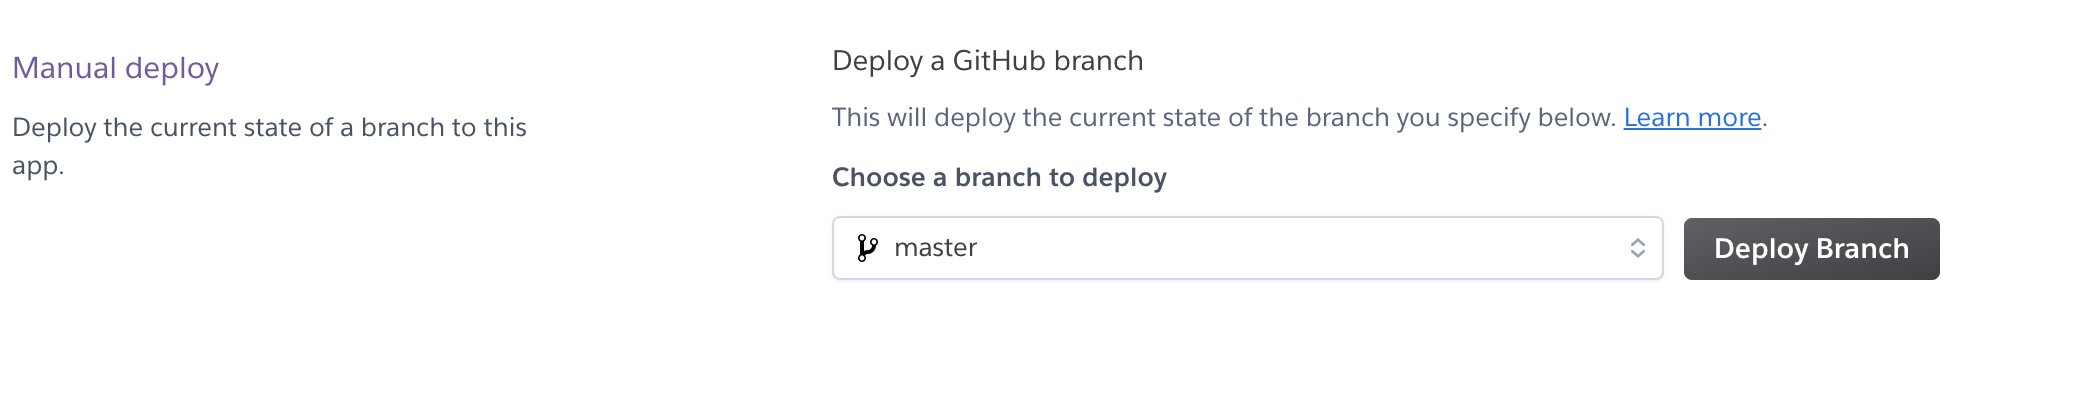 Manual deploy
Deploy the current state of a branch to this
app.
Deploy a GitHub branch
This will deploy the current state of the branch you specify below. Learn more.
Choose a branch to deploy
master
Deploy Branch